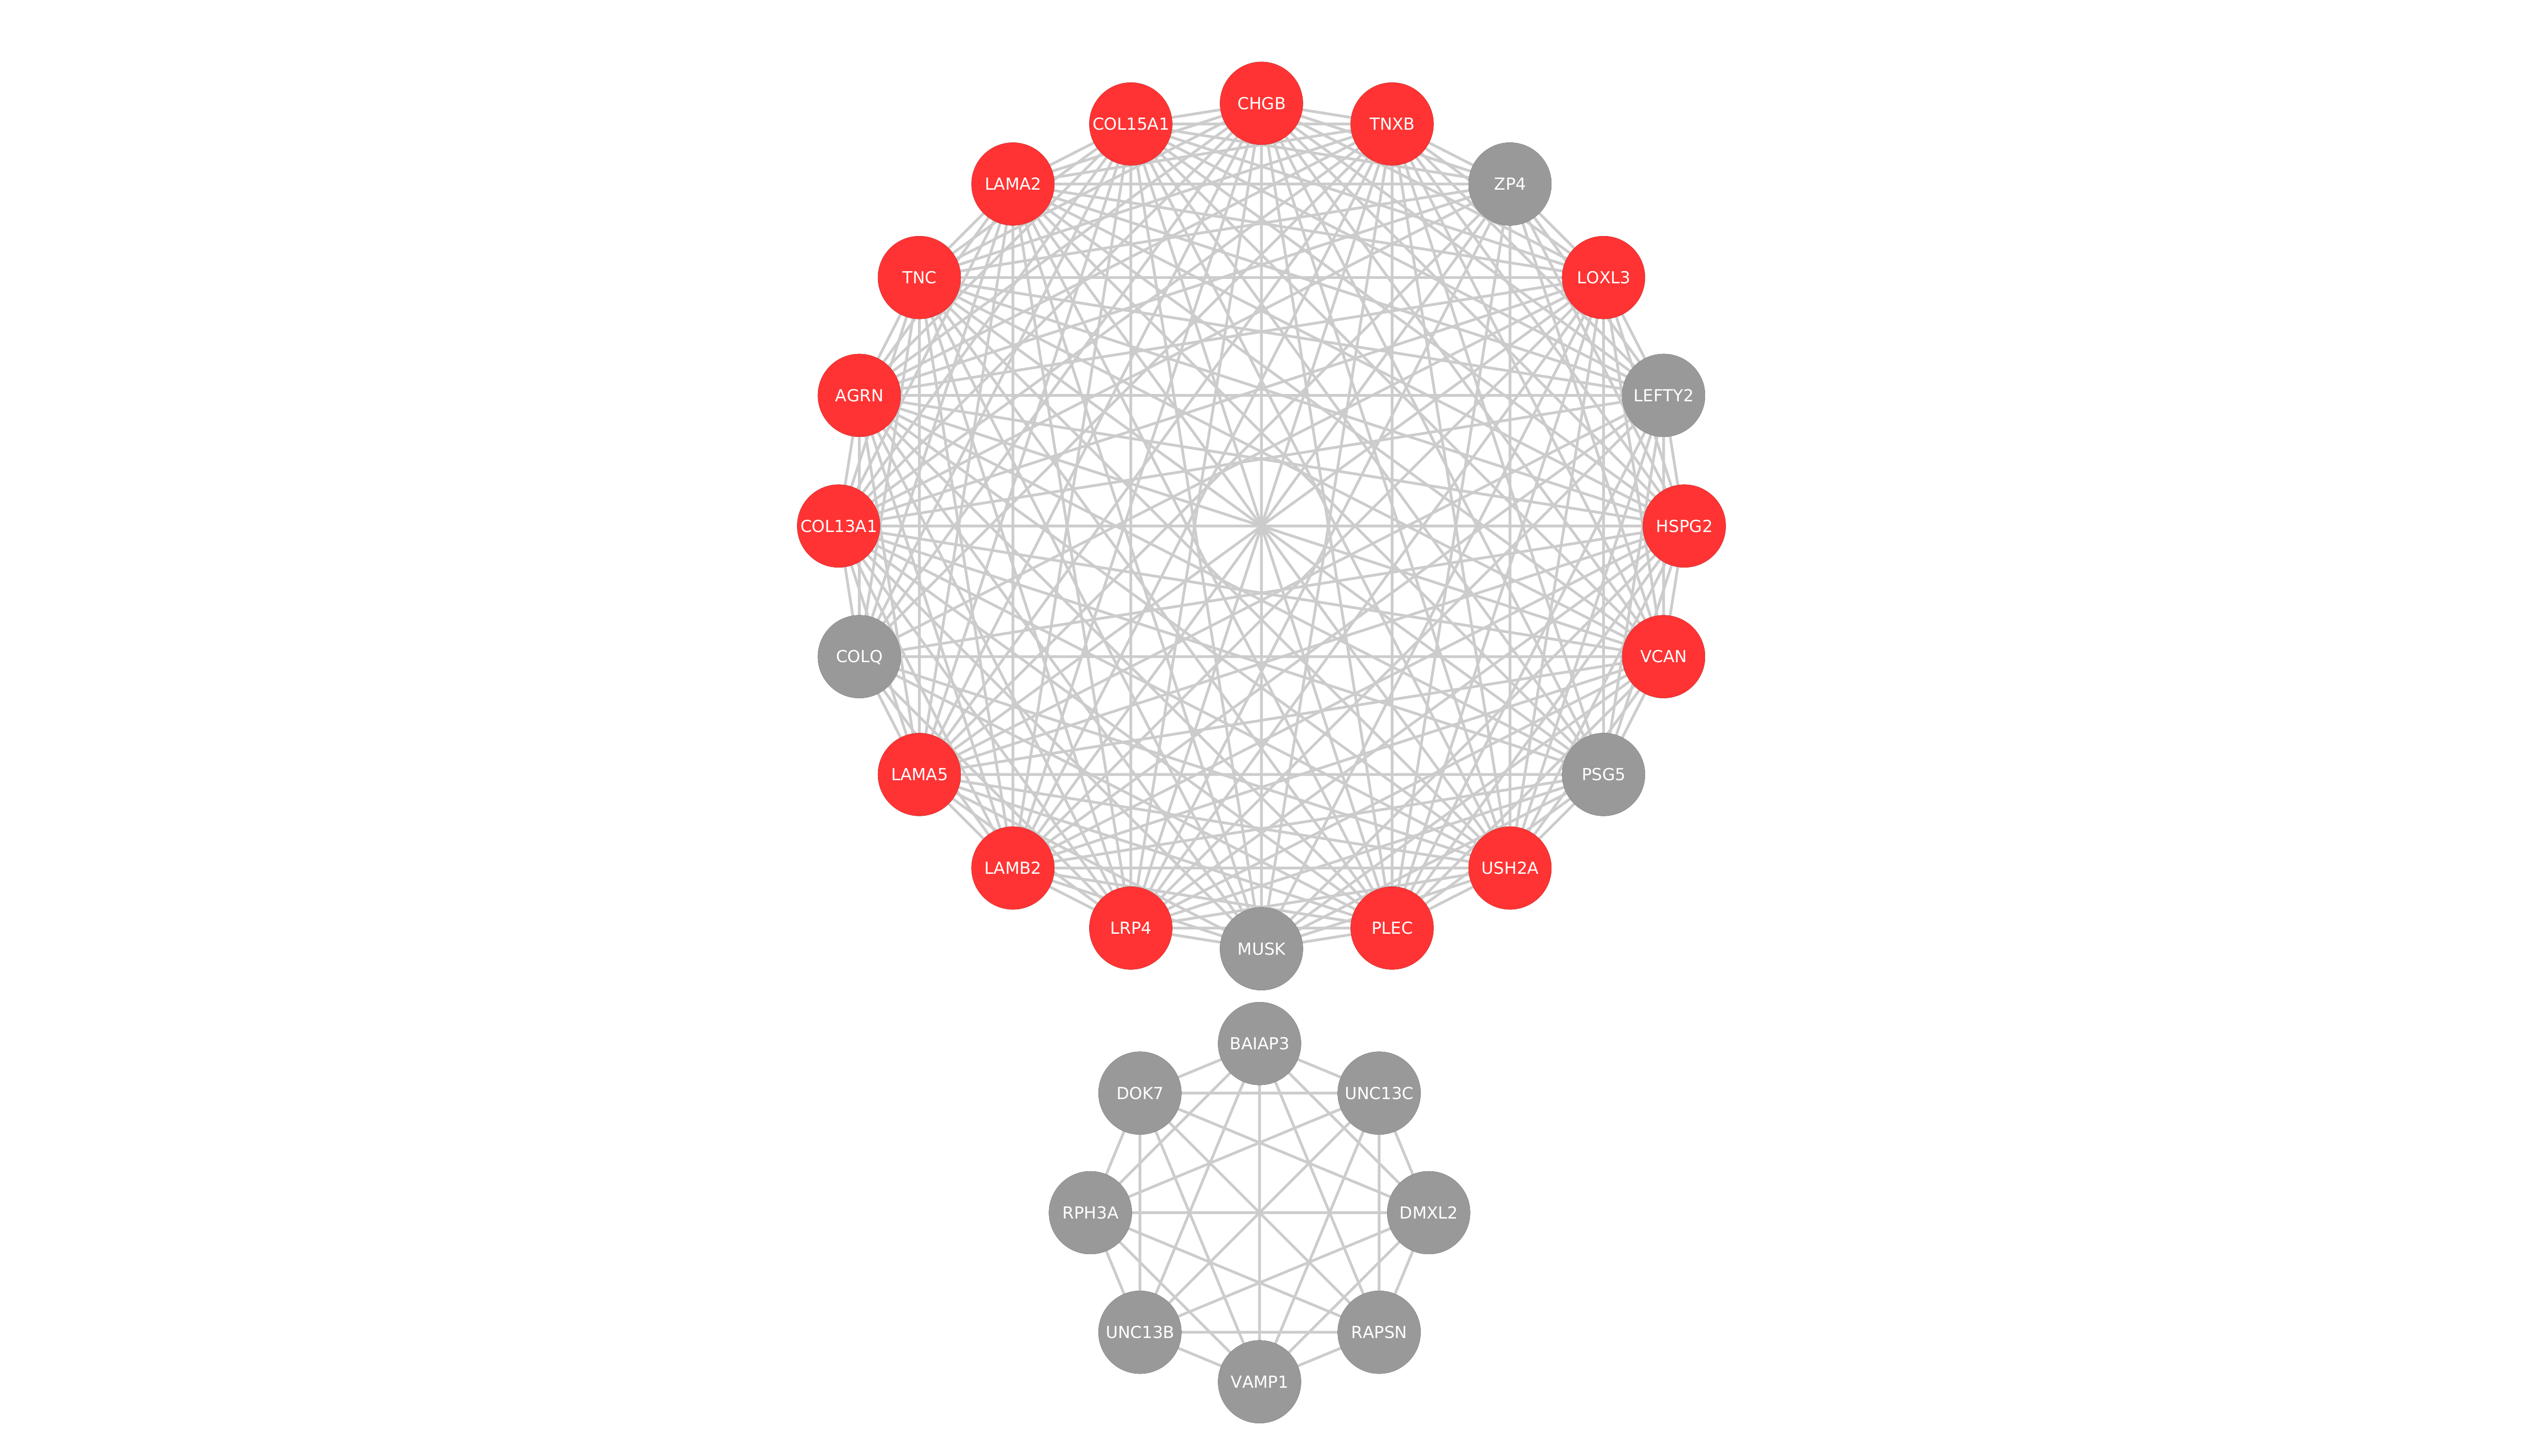 CHGB
COL15A1
TNXB
LAMA2
ZP4
TNC
LOXL3
AGRN
LEFTY2
COL13A1
HSPG2
COLQ
VCAN
LAMA5
PSG5
LAMB2
USH2A
LRP4
PLEC
MUSK
BAIAP3
DOK7
UNC13C
RPH3A
DMXL2
UNC13B
RAPSN
VAMP1